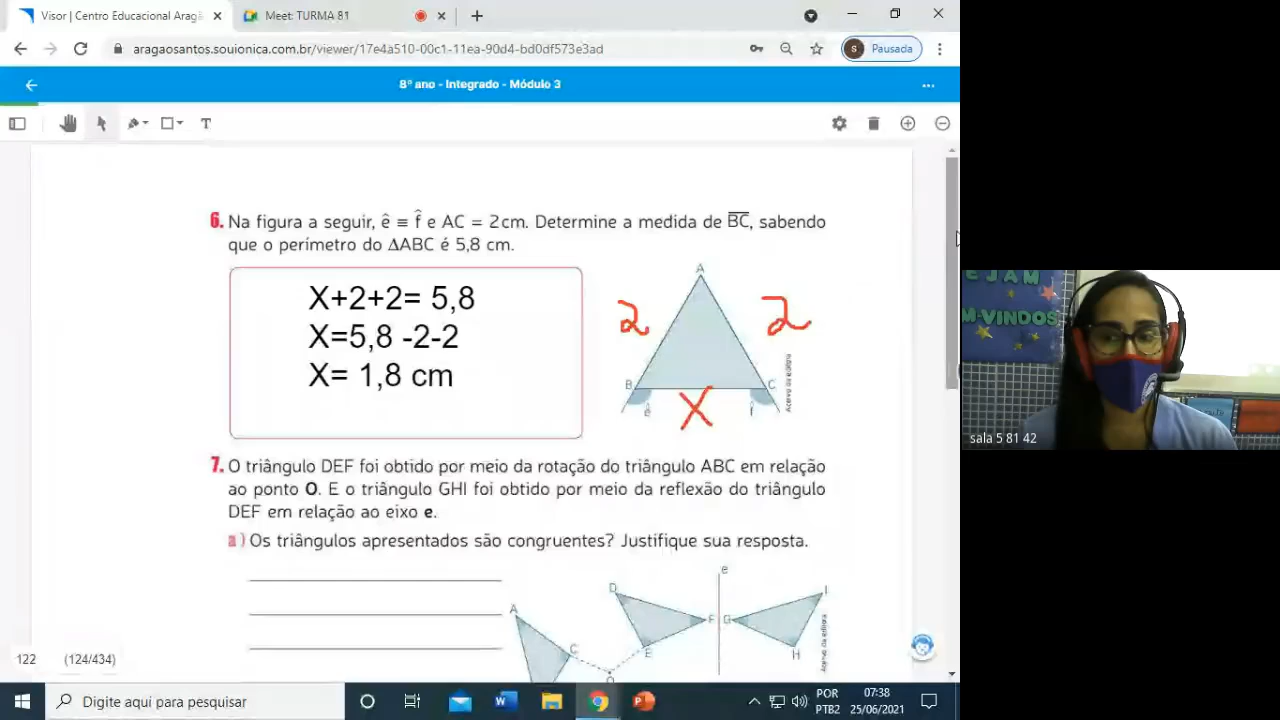 Visor | Centro Educacional Arag
Meet: TURMA 81
aragaosantos.souionica.com.br/viewer/17e4a510-00c1-11ea-90d4-bd0df573e3ad
S
Pausada
8º ano - Integrado - Módulo 3
T
6. Na figura a seguir, ê ≡ f̂ e AC = 2 cm. Determine a medida de B̅C̅, sabendo
que o perímetro do ΔABC é 5,8 cm.
X+2+2= 5,8
X=5,8 -2-2
X= 1,8 cm
A
2
2
B
C
ê
f̂
X
7. O triângulo DEF foi obtido por meio da rotação do triângulo ABC em relação
ao ponto O. E o triângulo GHI foi obtido por meio da reflexão do triângulo
DEF em relação ao eixo e.
a) Os triângulos apresentados são congruentes? Justifique sua resposta.
e
D
I
A
F
G
C
E
H
O
122
(124/434)
EJAM
M-VINDOS
sala 5 81 42
Digite aqui para pesquisar
POR
PTB2
07:38
25/06/2021